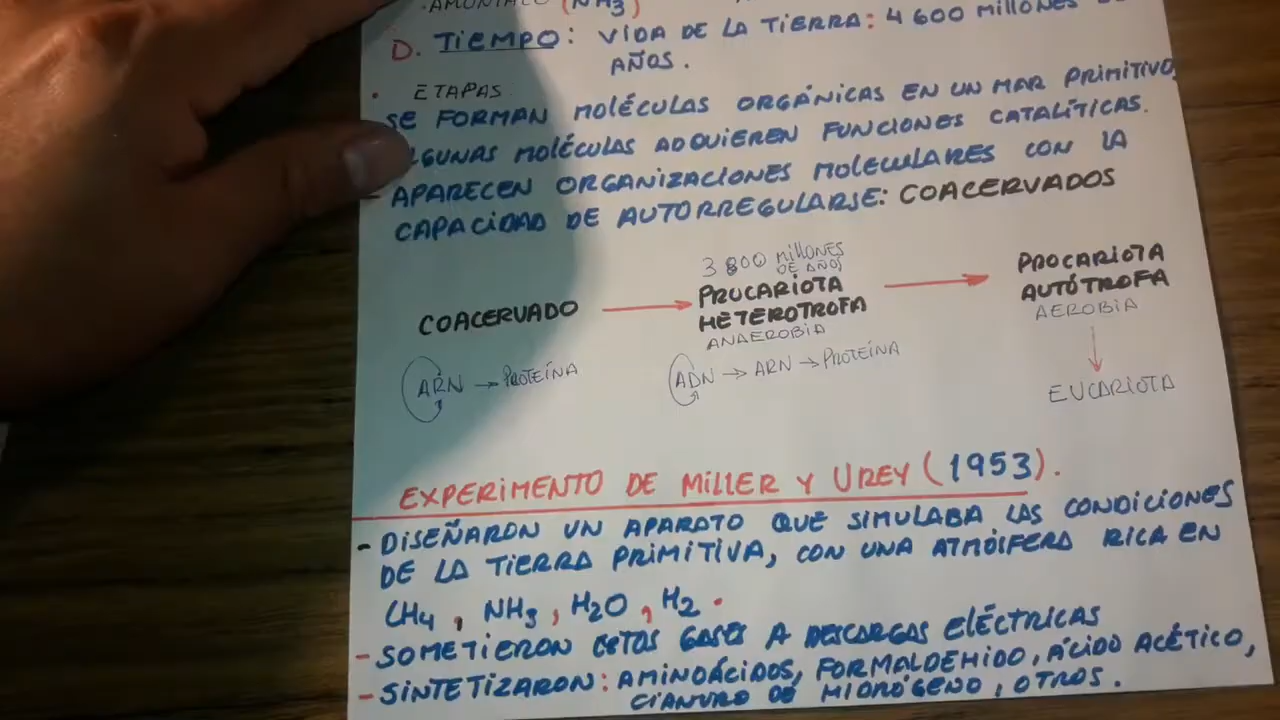 AMONÍACO (NH3)
D. TIEMPO: VIDA DE LA TIERRA: 4 600 MILLONES DE
AÑOS.
• ETAPAS
SE FORMAN MOLÉCULAS ORGÁNICAS EN UN MAR PRIMITIVO,
ALGUNAS MOLÉCULAS ADQUIEREN FUNCIONES CATALÍTICAS.
- APARECEN ORGANIZACIONES MOLECULARES CON LA
CAPACIDAD DE AUTORREGULARSE: COACERVADOS
3 800 MILLONES
DE AÑOS
COACERVADO → PROCARIOTA → PROCARIOTA
HETEROTROFA AUTÓTROFA
ANAEROBIA AEROBIA
ARN → PROTEÍNA ADN → ARN → PROTEÍNA ↓
EUCARIOTA
EXPERIMENTO DE MILLER Y UREY (1953).
- DISEÑARON UN APARATO QUE SIMULABA LAS CONDICIONES
DE LA TIERRA PRIMITIVA, CON UNA ATMÓSFERA RICA EN
CH4, NH3, H2O, H2.
- SOMETIERON ESTOS GASES A DESCARGAS ELÉCTRICAS
- SINTETIZARON: AMINOÁCIDOS, FORMALDEHIDO, ÁCIDO ACÉTICO,
CIANURO DE HIDRÓGENO, OTROS.